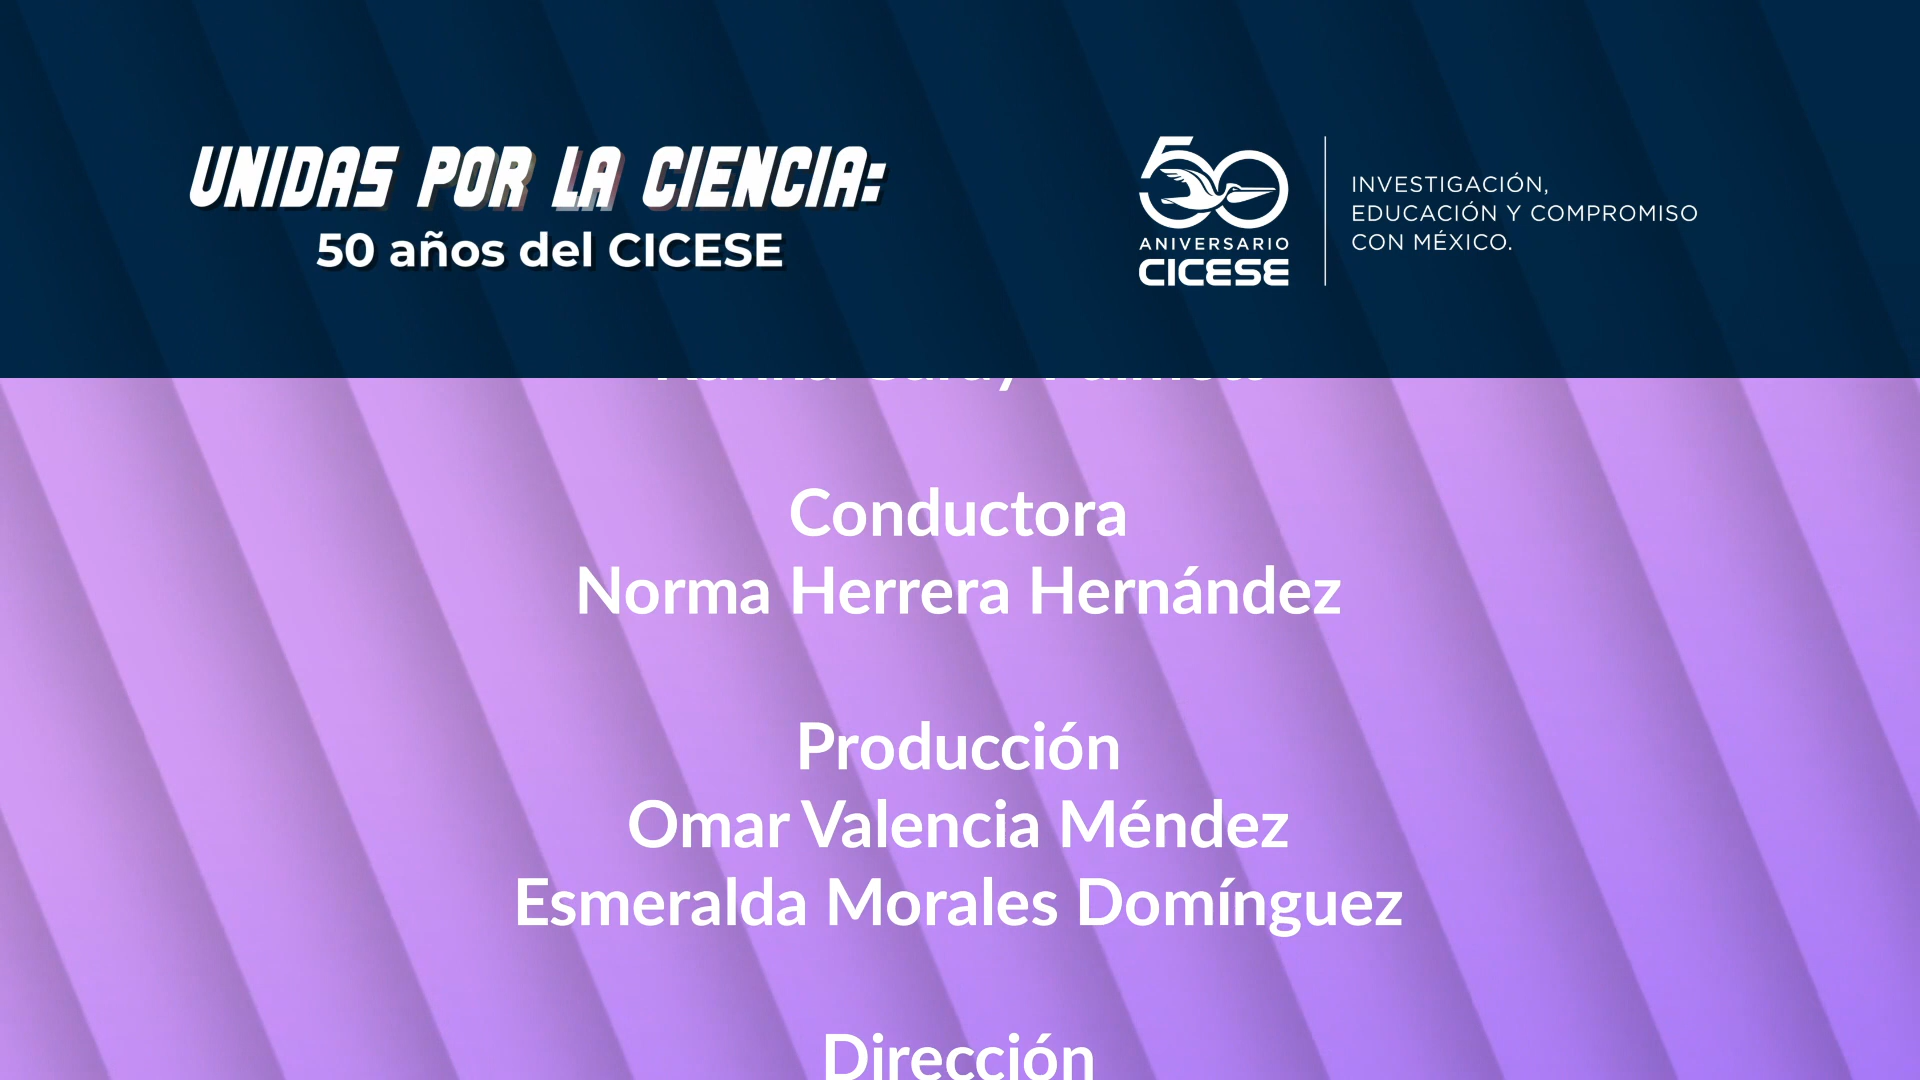 UNIDAS POR LA CIENCIA:
50 años del CICESE
50
ANIVERSARIO
CICESE
INVESTIGACIÓN,
EDUCACIÓN Y COMPROMISO
CON MÉXICO.
Conductora
Norma Herrera Hernández
Producción
Omar Valencia Méndez
Esmeralda Morales Domínguez
Dirección